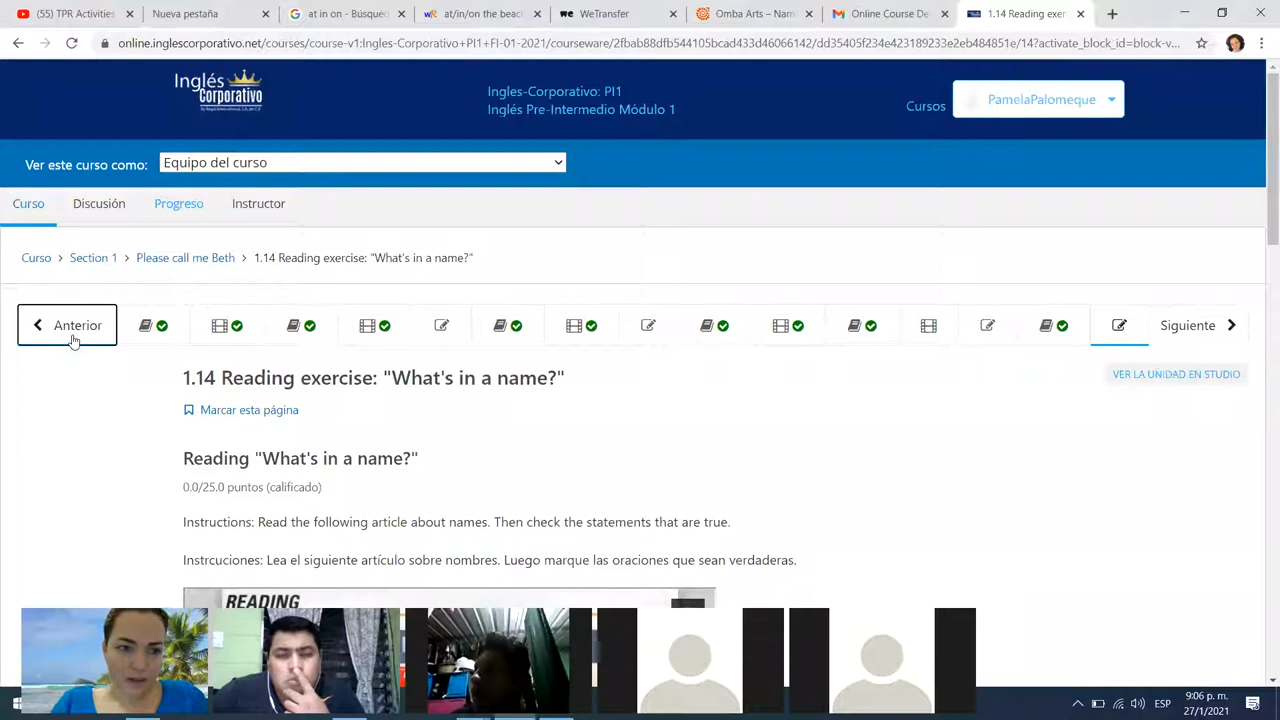 (55) TPR Activities
Nueva pestaña
at in on - Búsqued
at/in/on the beach
WeTransfer
Omba Arts – Nam
Online Course De
1.14 Reading exer
online.inglescorporativo.net/courses/course-v1:Ingles-Corporativo+PI1+FI-01-2021/courseware/2fbab88dfb544105bcad433d46066142/dd35405f234e423189233e2eb484851e/14?activate_block_id=block-v...
Inglés
Corporativo
Ingles-Corporativo: PI1
Inglés Pre-Intermedio Módulo 1
Cursos
PamelaPalomeque
Ver este curso como:
Equipo del curso
Curso
Discusión
Progreso
Instructor
Curso > Section 1 > Please call me Beth > 1.14 Reading exercise: "What's in a name?"
Anterior
Siguiente
1.14 Reading exercise: "What's in a name?"
VER LA UNIDAD EN STUDIO
Marcar esta página
Reading "What's in a name?"
0.0/25.0 puntos (calificado)
Instructions: Read the following article about names. Then check the statements that are true.
Instrcuciones: Lea el siguiente artículo sobre nombres. Luego marque las oraciones que sean verdaderas.
READING
ESP
9:06 p. m.
27/1/2021